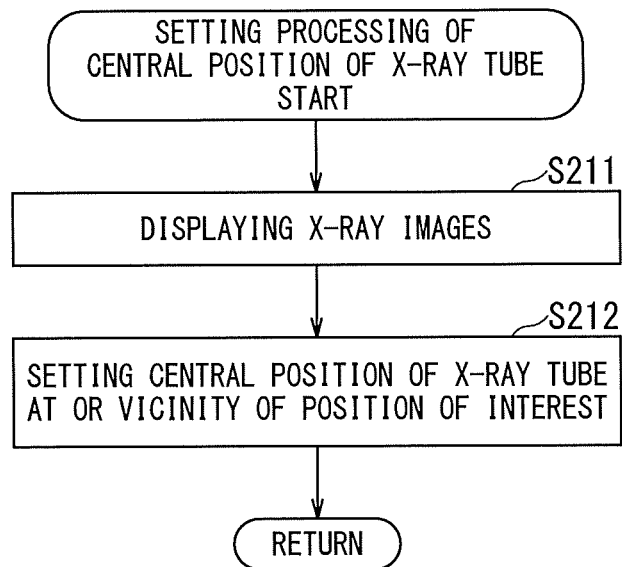 SETTING PROCESSING OF
CENTRAL POSITION OF X-RAY TUBE
START
S211
DISPLAYING X-RAY IMAGES
S212
SETTING CENTRAL POSITION OF X-RAY TUBE
AT OR VICINITY OF POSITION OF INTEREST
RETURN